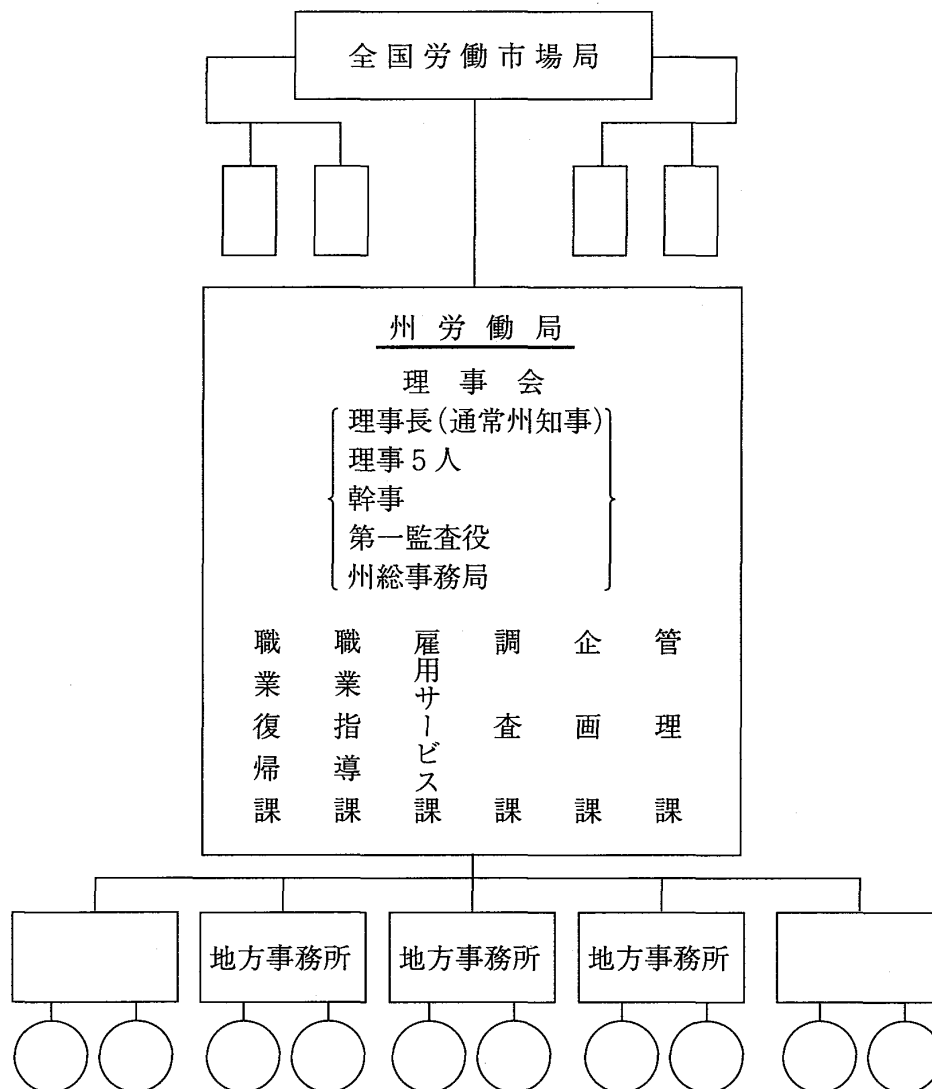 全国労働市場局
州労働局
理事会
理事長(通常州知事)
理事5人
幹事
第一監査役
州総事務局
管理課
企画課
調査課
雇用サービス課
職業指導課
職業復帰課
地方事務所
地方事務所
地方事務所